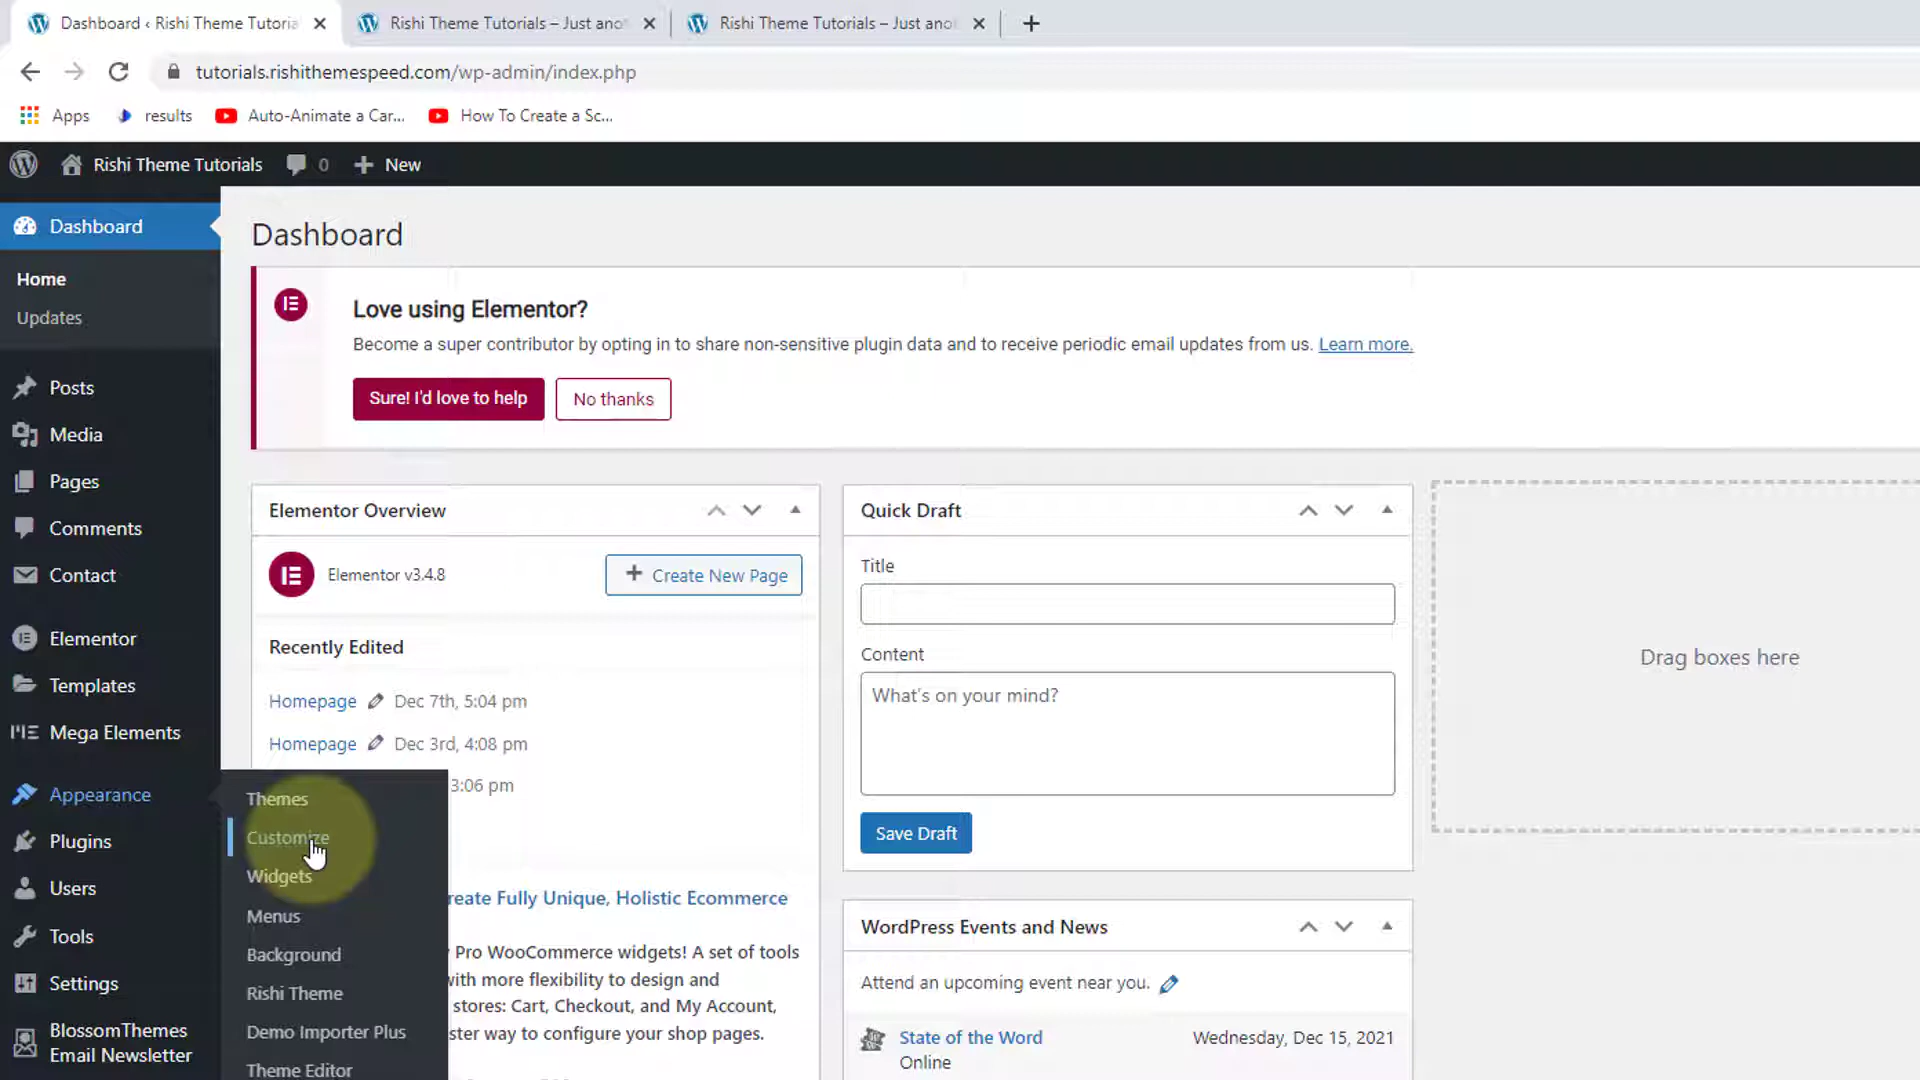 Dashboard ‹ Rishi Theme Tutoria
Rishi Theme Tutorials – Just ano
Rishi Theme Tutorials – Just ano
tutorials.rishithemespeed.com/wp-admin/index.php
Apps
results
Auto-Animate a Car...
How To Create a Sc...
Rishi Theme Tutorials
0
New
Dashboard
Home
Updates
Posts
Media
Pages
Comments
Contact
Elementor
Templates
Mega Elements
Appearance
Plugins
Users
Tools
Settings
BlossomThemes
Email Newsletter
Themes
Customize
Widgets
Menus
Background
Rishi Theme
Demo Importer Plus
Theme Editor
Dashboard
Love using Elementor?
Become a super contributor by opting in to share non-sensitive plugin data and to receive periodic email updates from us. Learn more.
Sure! I'd love to help
No thanks
Elementor Overview
Elementor v3.4.8
Create New Page
Recently Edited
Homepage Dec 7th, 5:04 pm
Homepage Dec 3rd, 4:08 pm
3:06 pm
reate Fully Unique, Holistic Ecommerce
Pro WooCommerce widgets! A set of tools
with more flexibility to design and
stores: Cart, Checkout, and My Account,
ster way to configure your shop pages.
Quick Draft
Title
Content
What's on your mind?
Save Draft
WordPress Events and News
Attend an upcoming event near you.
State of the Word
Wednesday, Dec 15, 2021
Online
Drag boxes here